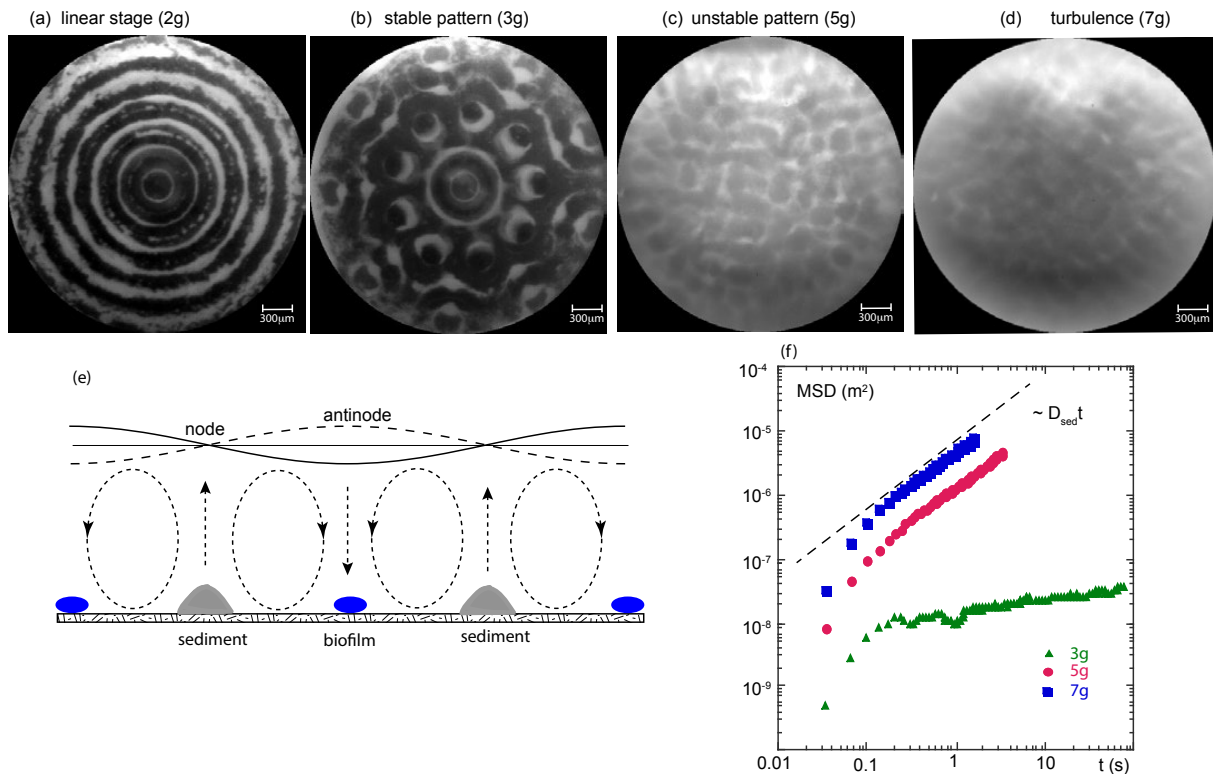 (a) linear stage (2g)
(b) stable pattern (3g)
(c) unstable pattern (5g)
(d) turbulence (7g)
300μm
300μm
300μm
300μm
(e)
antinode
node
sediment
biofilm
sediment
(f)
10⁻⁴
MSD (m²)
~ D_sed t
10⁻⁵
10⁻⁶
10⁻⁷
10⁻⁸
10⁻⁹
3g
5g
7g
0.01
0.1
1
10
t (s)